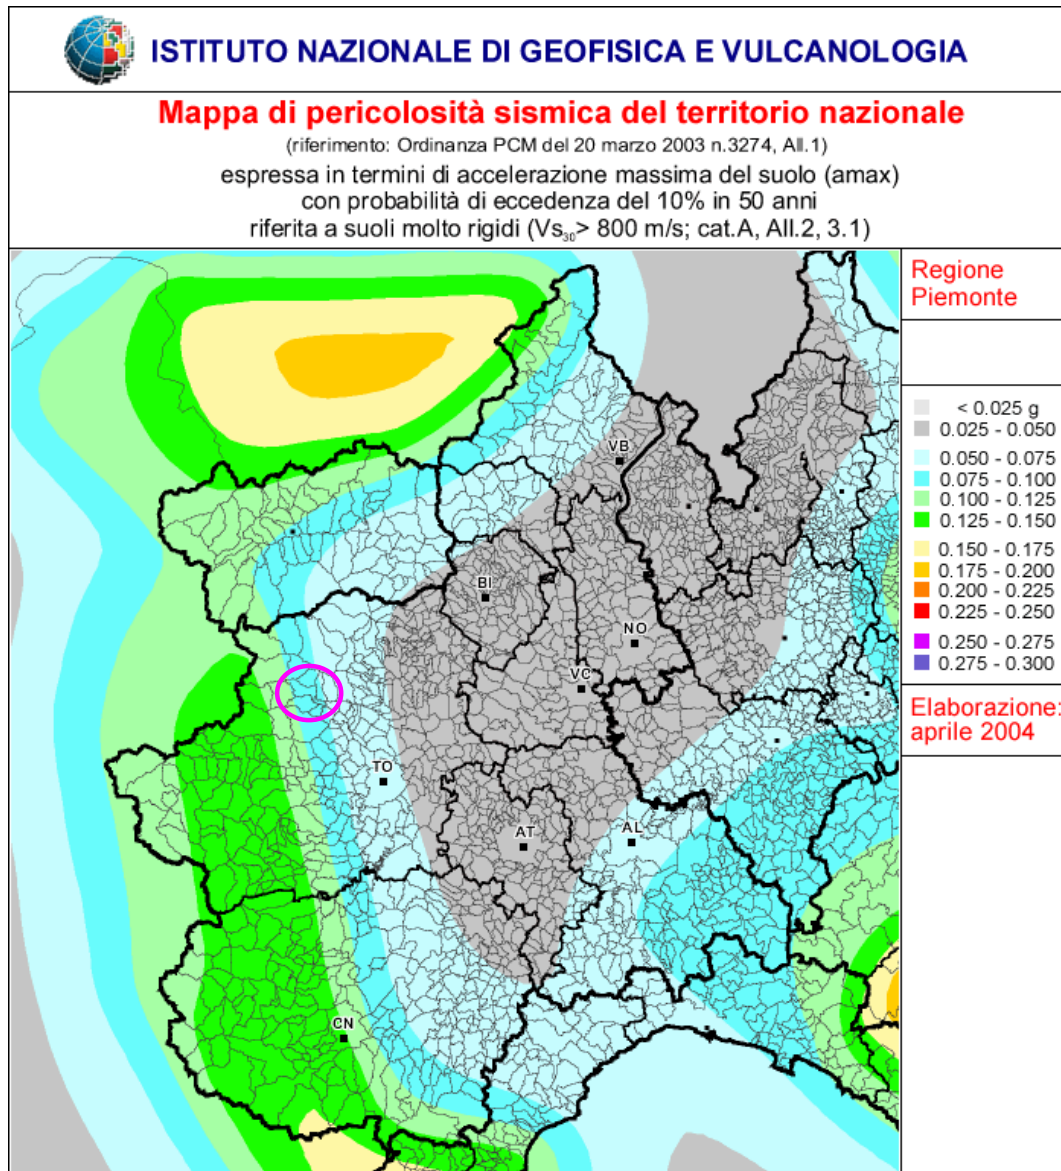 ISTITUTO NAZIONALE DI GEOFISICA E VULCANOLOGIA
Mappa di pericolosità sismica del territorio nazionale
(riferimento: Ordinanza PCM del 20 marzo 2003 n.3274, All.1)
espressa in termini di accelerazione massima del suolo (amax)
con probabilità di eccedenza del 10% in 50 anni
riferita a suoli molto rigidi (Vs₃₀> 800 m/s; cat.A, All.2, 3.1)
Regione
Piemonte
< 0.025 g
0.025 - 0.050
0.050 - 0.075
0.075 - 0.100
0.100 - 0.125
0.125 - 0.150
0.150 - 0.175
0.175 - 0.200
0.200 - 0.225
0.225 - 0.250
0.250 - 0.275
0.275 - 0.300
Elaborazione:
aprile 2004
VB
BI
NO
VC
TO
AT
AL
CN